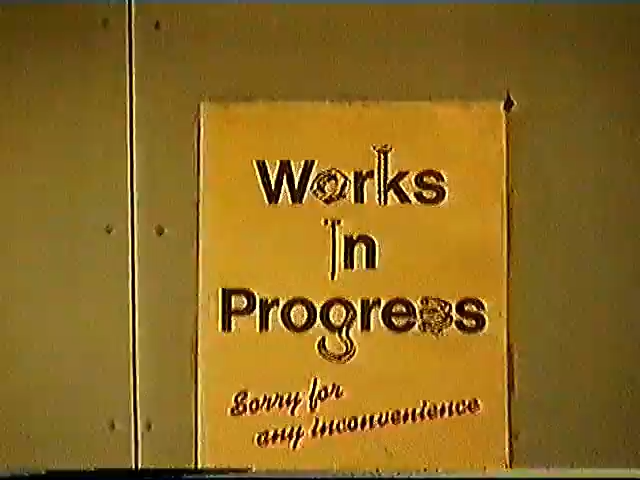 Works
In
Progress
Sorry for
any inconvenience